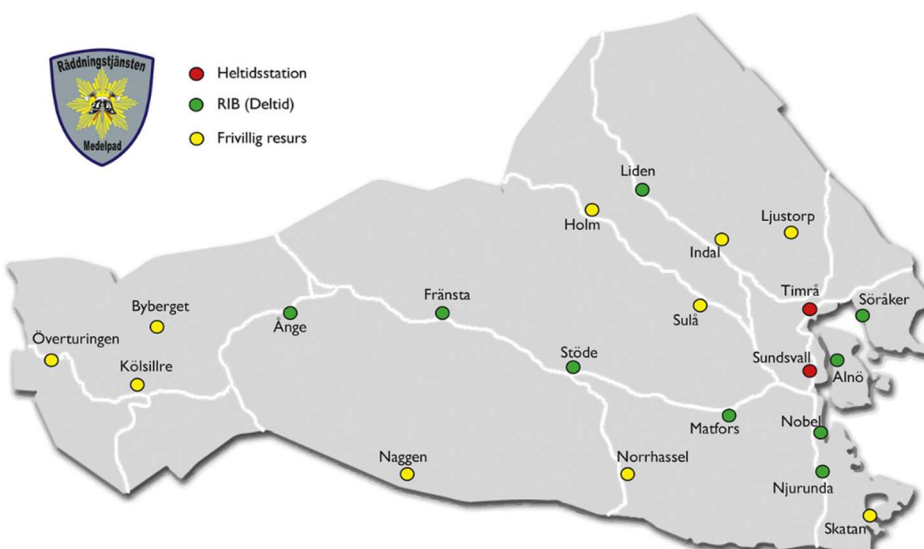 Räddningstjänsten
Medelpad
Heltidsstation
RIB (Deltid)
Frivillig resurs
Liden
Holm
Ljustorp
Indal
Timrå
Söråker
Fränsta
Byberget
Ånge
Sulå
Överturingen
Kölsillre
Stöde
Sundsvall
Alnö
Matfors
Nobel
Naggen
Norrhassel
Njurunda
Skatan